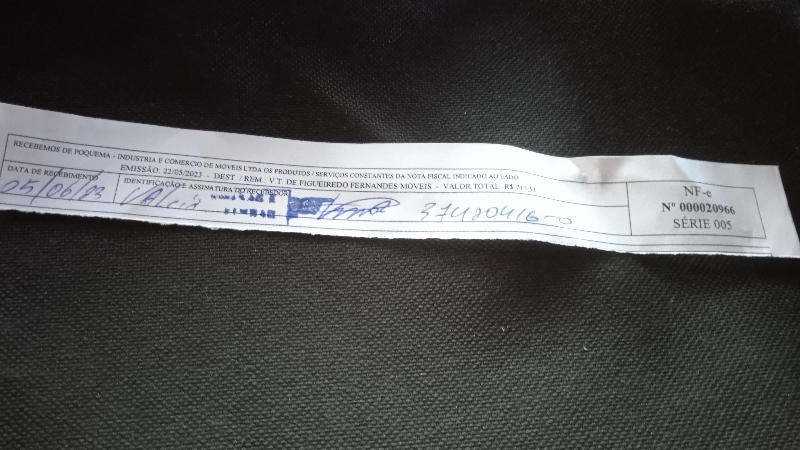 RECEBEMOS DE POQUEMA - INDUSTRIA E COMERCIO DE MOVEIS LTDA OS PRODUTOS / SERVIÇOS CONSTANTES DA NOTA FISCAL INDICADO AO LADO
EMISSÃO: 22/05/2023 - DEST / REM.: V.T. DE FIGUEIREDO FERNANDES MOVEIS - VALOR TOTAL: R$
DATA DE RECEBIMENTO
05/06/23
IDENTIFICAÇÃO E ASSINATURA DO RECEBEDOR
NF-e
Nº 000020966
SÉRIE 005